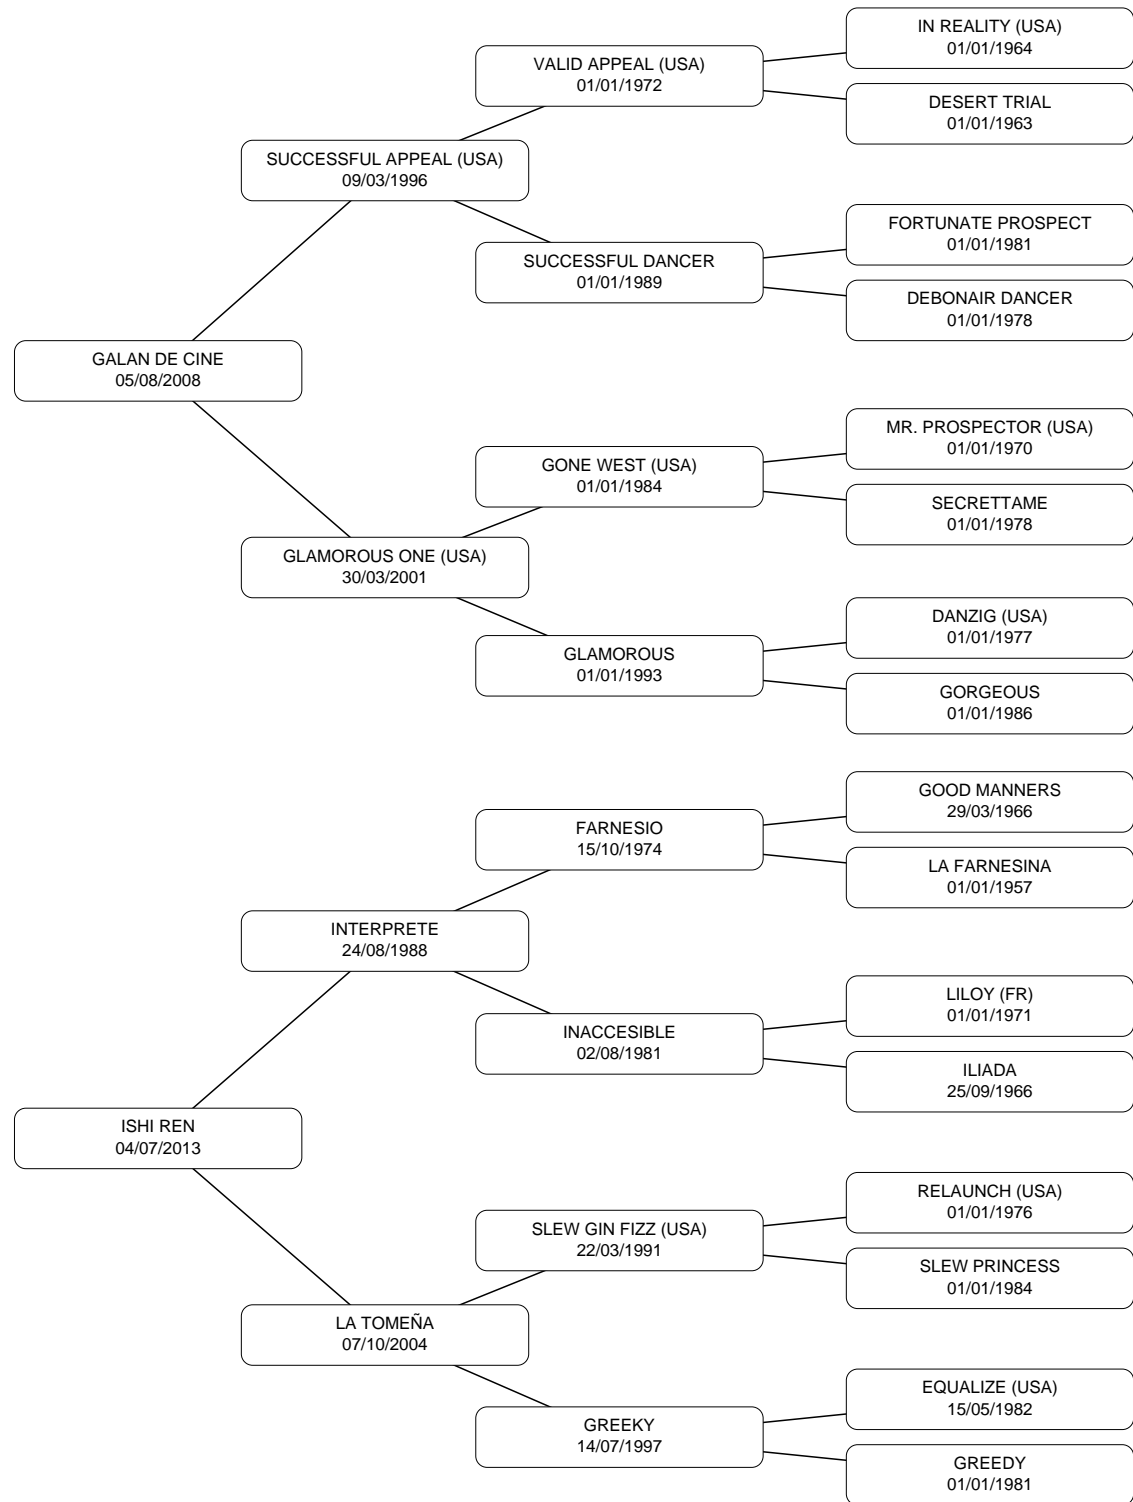 IN REALITY (USA)
01/01/1964
VALID APPEAL (USA)
01/01/1972
DESERT TRIAL
01/01/1963
SUCCESSFUL APPEAL (USA)
09/03/1996
FORTUNATE PROSPECT
01/01/1981
SUCCESSFUL DANCER
01/01/1989
DEBONAIR DANCER
01/01/1978
GALAN DE CINE
05/08/2008
MR. PROSPECTOR (USA)
01/01/1970
GONE WEST (USA)
01/01/1984
SECRETTAME
01/01/1978
GLAMOROUS ONE (USA)
30/03/2001
DANZIG (USA)
01/01/1977
GLAMOROUS
01/01/1993
GORGEOUS
01/01/1986
GOOD MANNERS
29/03/1966
FARNESIO
15/10/1974
LA FARNESINA
01/01/1957
INTERPRETE
24/08/1988
LILOY (FR)
01/01/1971
INACCESIBLE
02/08/1981
ILIADA
25/09/1966
ISHI REN
04/07/2013
RELAUNCH (USA)
01/01/1976
SLEW GIN FIZZ (USA)
22/03/1991
SLEW PRINCESS
01/01/1984
LA TOMEÑA
07/10/2004
EQUALIZE (USA)
15/05/1982
GREEKY
14/07/1997
GREEDY
01/01/1981